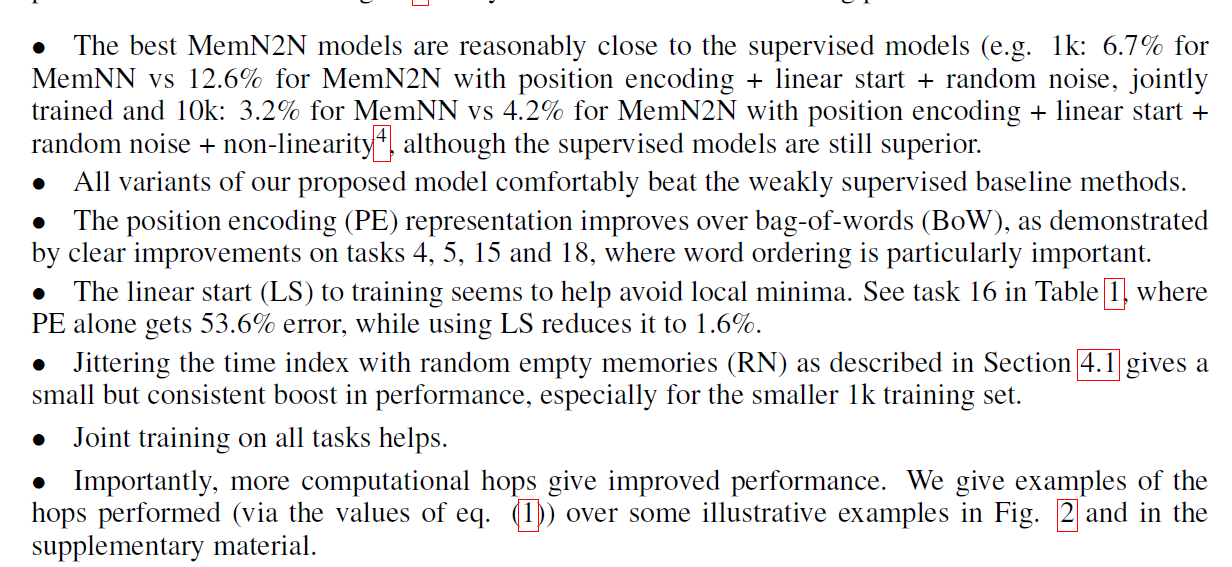 • The best MemN2N models are reasonably close to the supervised models (e.g. 1k: 6.7% for
MemNN vs 12.6% for MemN2N with position encoding + linear start + random noise, jointly
trained and 10k: 3.2% for MemNN vs 4.2% for MemN2N with position encoding + linear start +
random noise + non-linearity4, although the supervised models are still superior.
• All variants of our proposed model comfortably beat the weakly supervised baseline methods.
• The position encoding (PE) representation improves over bag-of-words (BoW), as demonstrated
by clear improvements on tasks 4, 5, 15 and 18, where word ordering is particularly important.
• The linear start (LS) to training seems to help avoid local minima. See task 16 in Table 1, where
PE alone gets 53.6% error, while using LS reduces it to 1.6%.
• Jittering the time index with random empty memories (RN) as described in Section 4.1 gives a
small but consistent boost in performance, especially for the smaller 1k training set.
• Joint training on all tasks helps.
• Importantly, more computational hops give improved performance. We give examples of the
hops performed (via the values of eq. (1)) over some illustrative examples in Fig. 2 and in the
supplementary material.